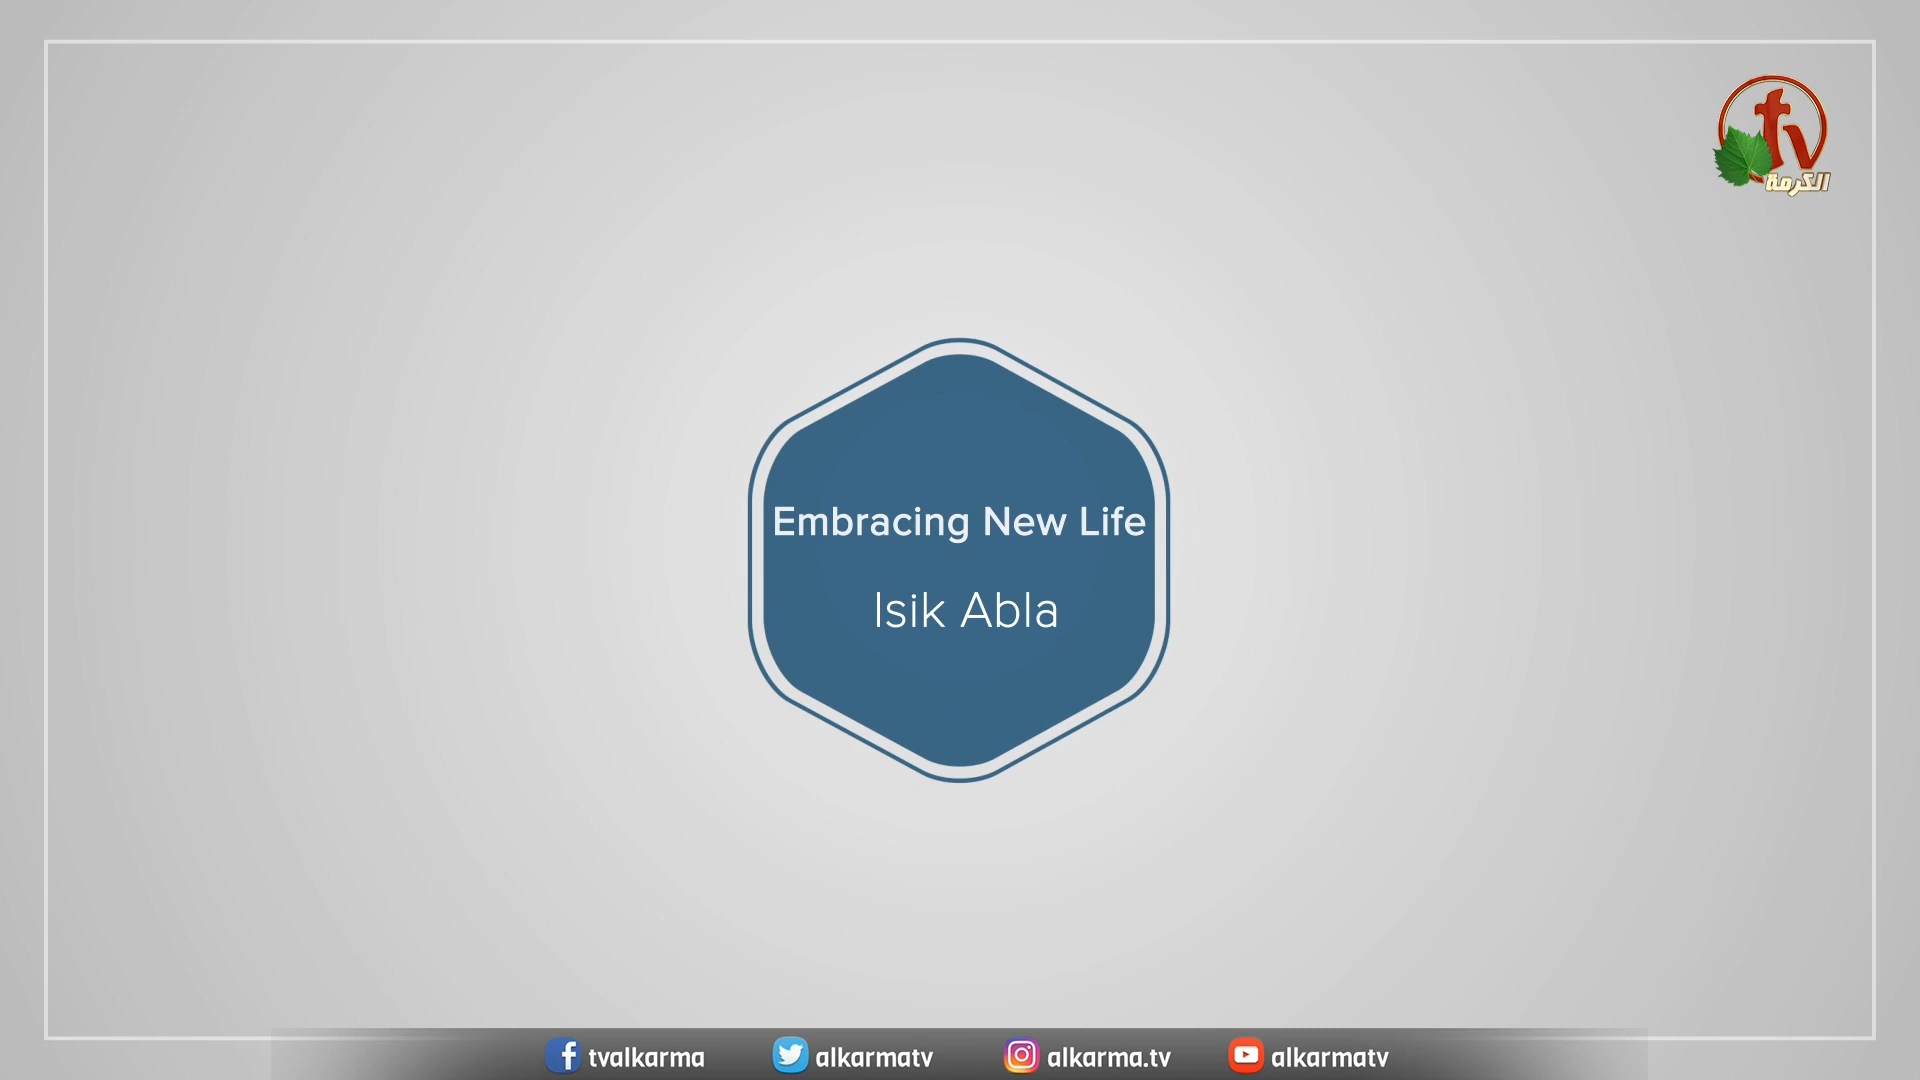 tv
الكرمة
Embracing New Life
Isik Abla
tvalkarma
alkarmatv
alkarma.tv
alkarmatv